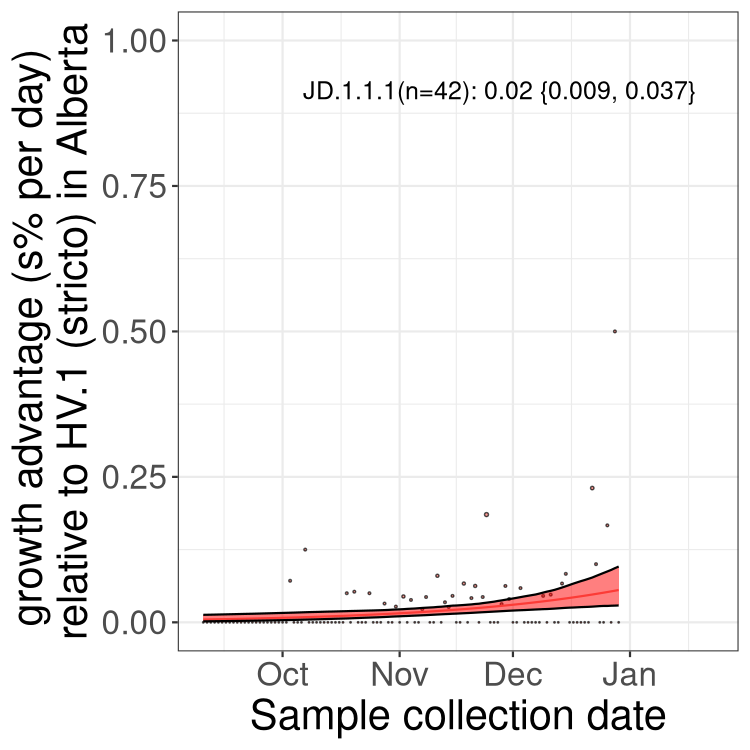 growth advantage (s% per day)
relative to HV.1 (stricto) in Alberta
1.00
JD.1.1.1(n=42): 0.02 {0.009, 0.037}
0.75
0.50
0.25
0.00
Oct Nov Dec Jan
Sample collection date